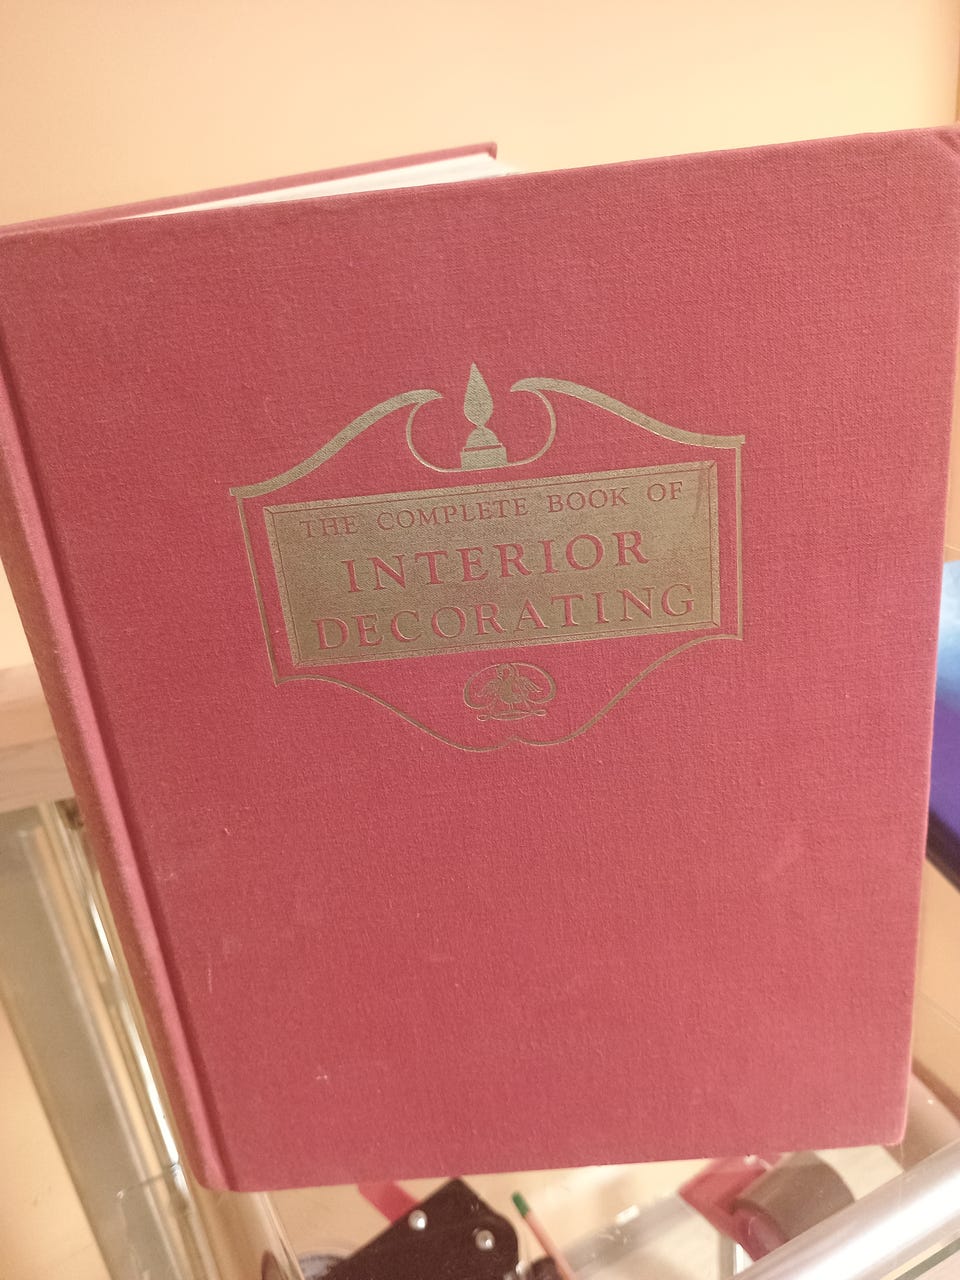 THE COMPLETE BOOK OF
INTERIOR
DECORATING